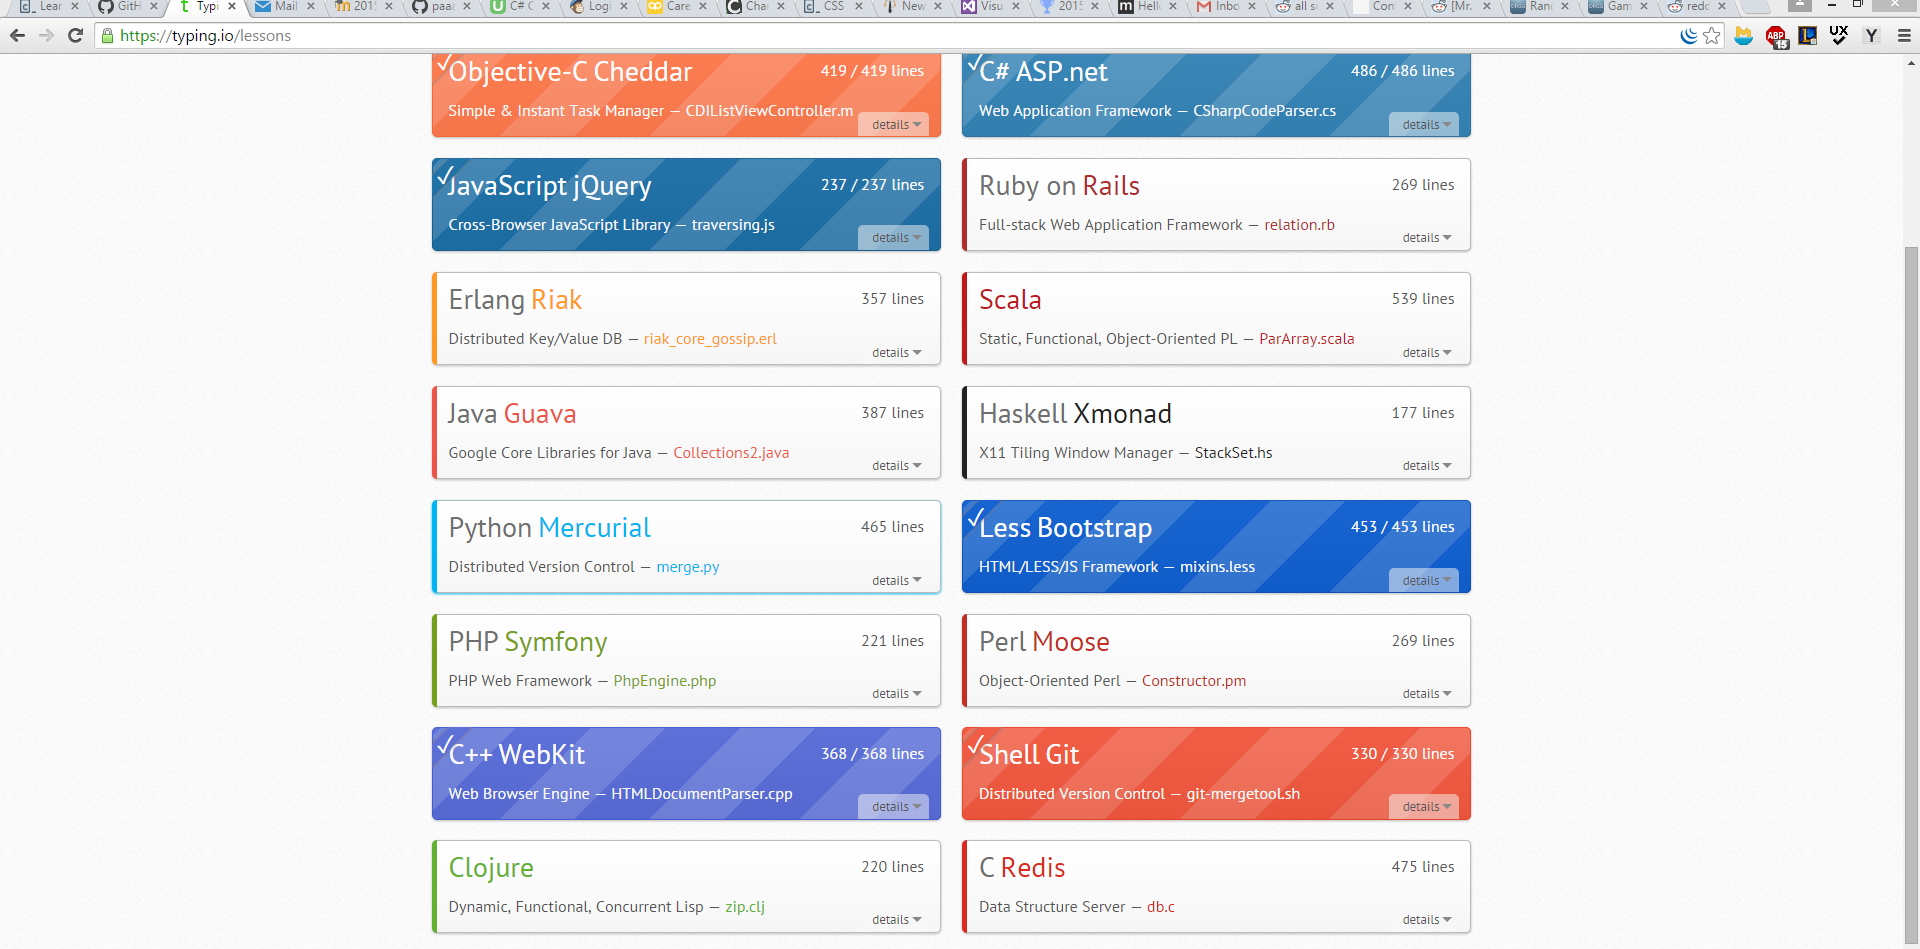 Lear
GitH
Typi
Mail
2015
paaa
C# C
Logi
Care
Chan
CSS
New
Visu
2015
Hell
Inbo
all s
Con
[Mr.
Ran
Gam
redd
https://typing.io/lessons
ABP
15
UX
Y
Objective-C Cheddar
419 / 419 lines
Simple & Instant Task Manager — CDIListViewController.m
details
C# ASP.net
486 / 486 lines
Web Application Framework — CSharpCodeParser.cs
details
JavaScript jQuery
237 / 237 lines
Cross-Browser JavaScript Library — traversing.js
details
Ruby on Rails
269 lines
Full-stack Web Application Framework — relation.rb
details
Erlang Riak
357 lines
Distributed Key/Value DB — riak_core_gossip.erl
details
Scala
539 lines
Static, Functional, Object-Oriented PL — ParArray.scala
details
Java Guava
387 lines
Google Core Libraries for Java — Collections2.java
details
Haskell Xmonad
177 lines
X11 Tiling Window Manager — StackSet.hs
details
Python Mercurial
465 lines
Distributed Version Control — merge.py
details
Less Bootstrap
453 / 453 lines
HTML/LESS/JS Framework — mixins.less
details
PHP Symfony
221 lines
PHP Web Framework — PhpEngine.php
details
Perl Moose
269 lines
Object-Oriented Perl — Constructor.pm
details
C++ WebKit
368 / 368 lines
Web Browser Engine — HTMLDocumentParser.cpp
details
Shell Git
330 / 330 lines
Distributed Version Control — git-mergetool.sh
details
Clojure
220 lines
Dynamic, Functional, Concurrent Lisp — zip.clj
details
C Redis
475 lines
Data Structure Server — db.c
details